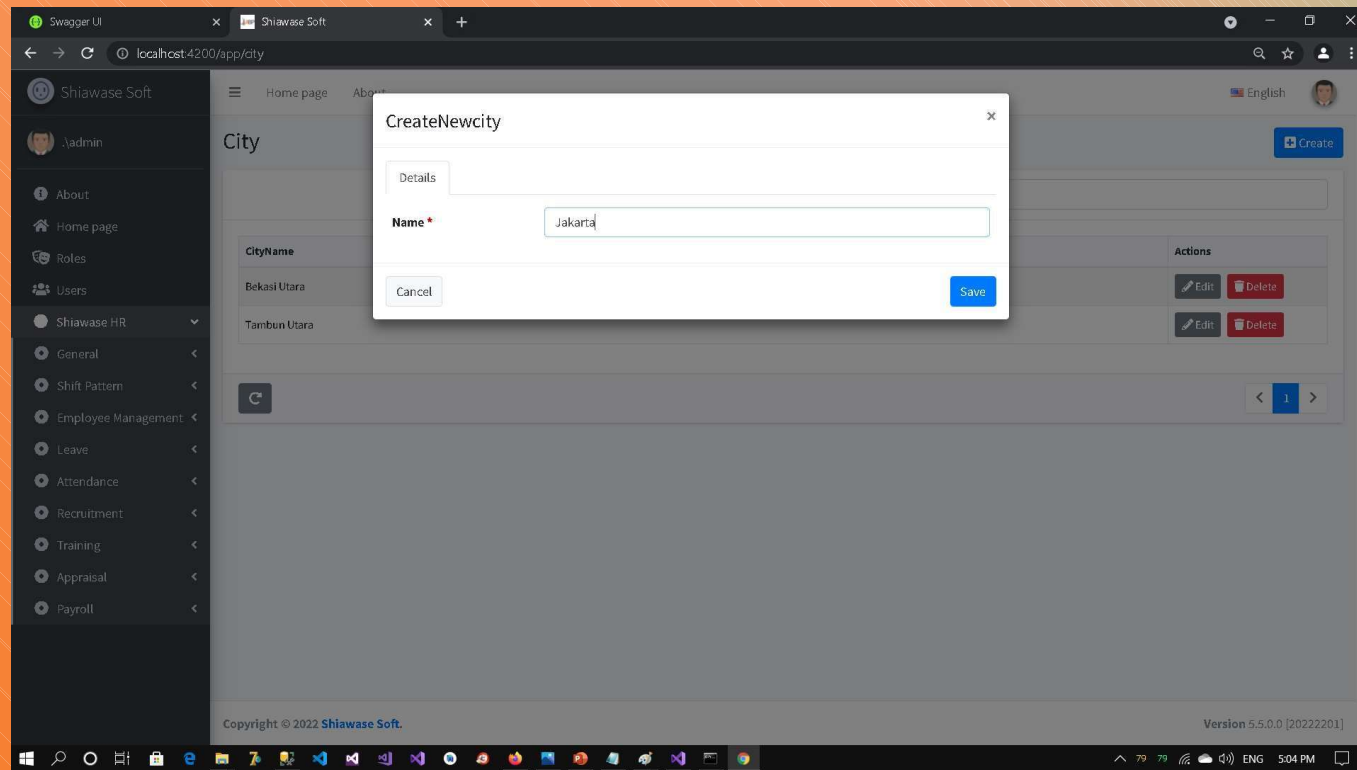 Swagger UI
Shiawase Soft
localhost:4200/app/city
Shiawase Soft
Home page
English
.\admin
CreateNewcity
City
Create
Details
Name *
Jakarta
Cancel
Save
About
Home page
Roles
Users
Shiawase HR
General
Shift Pattern
Employee Management
Leave
Attendance
Recruitment
Training
Appraisal
Payroll
CityName
Actions
Bekasi Utara
Edit
Delete
Tambun Utara
Edit
Delete
1
Copyright © 2022 Shiawase Soft.
Version 5.5.0.0 [20222201]
79 79
ENG
5:04 PM